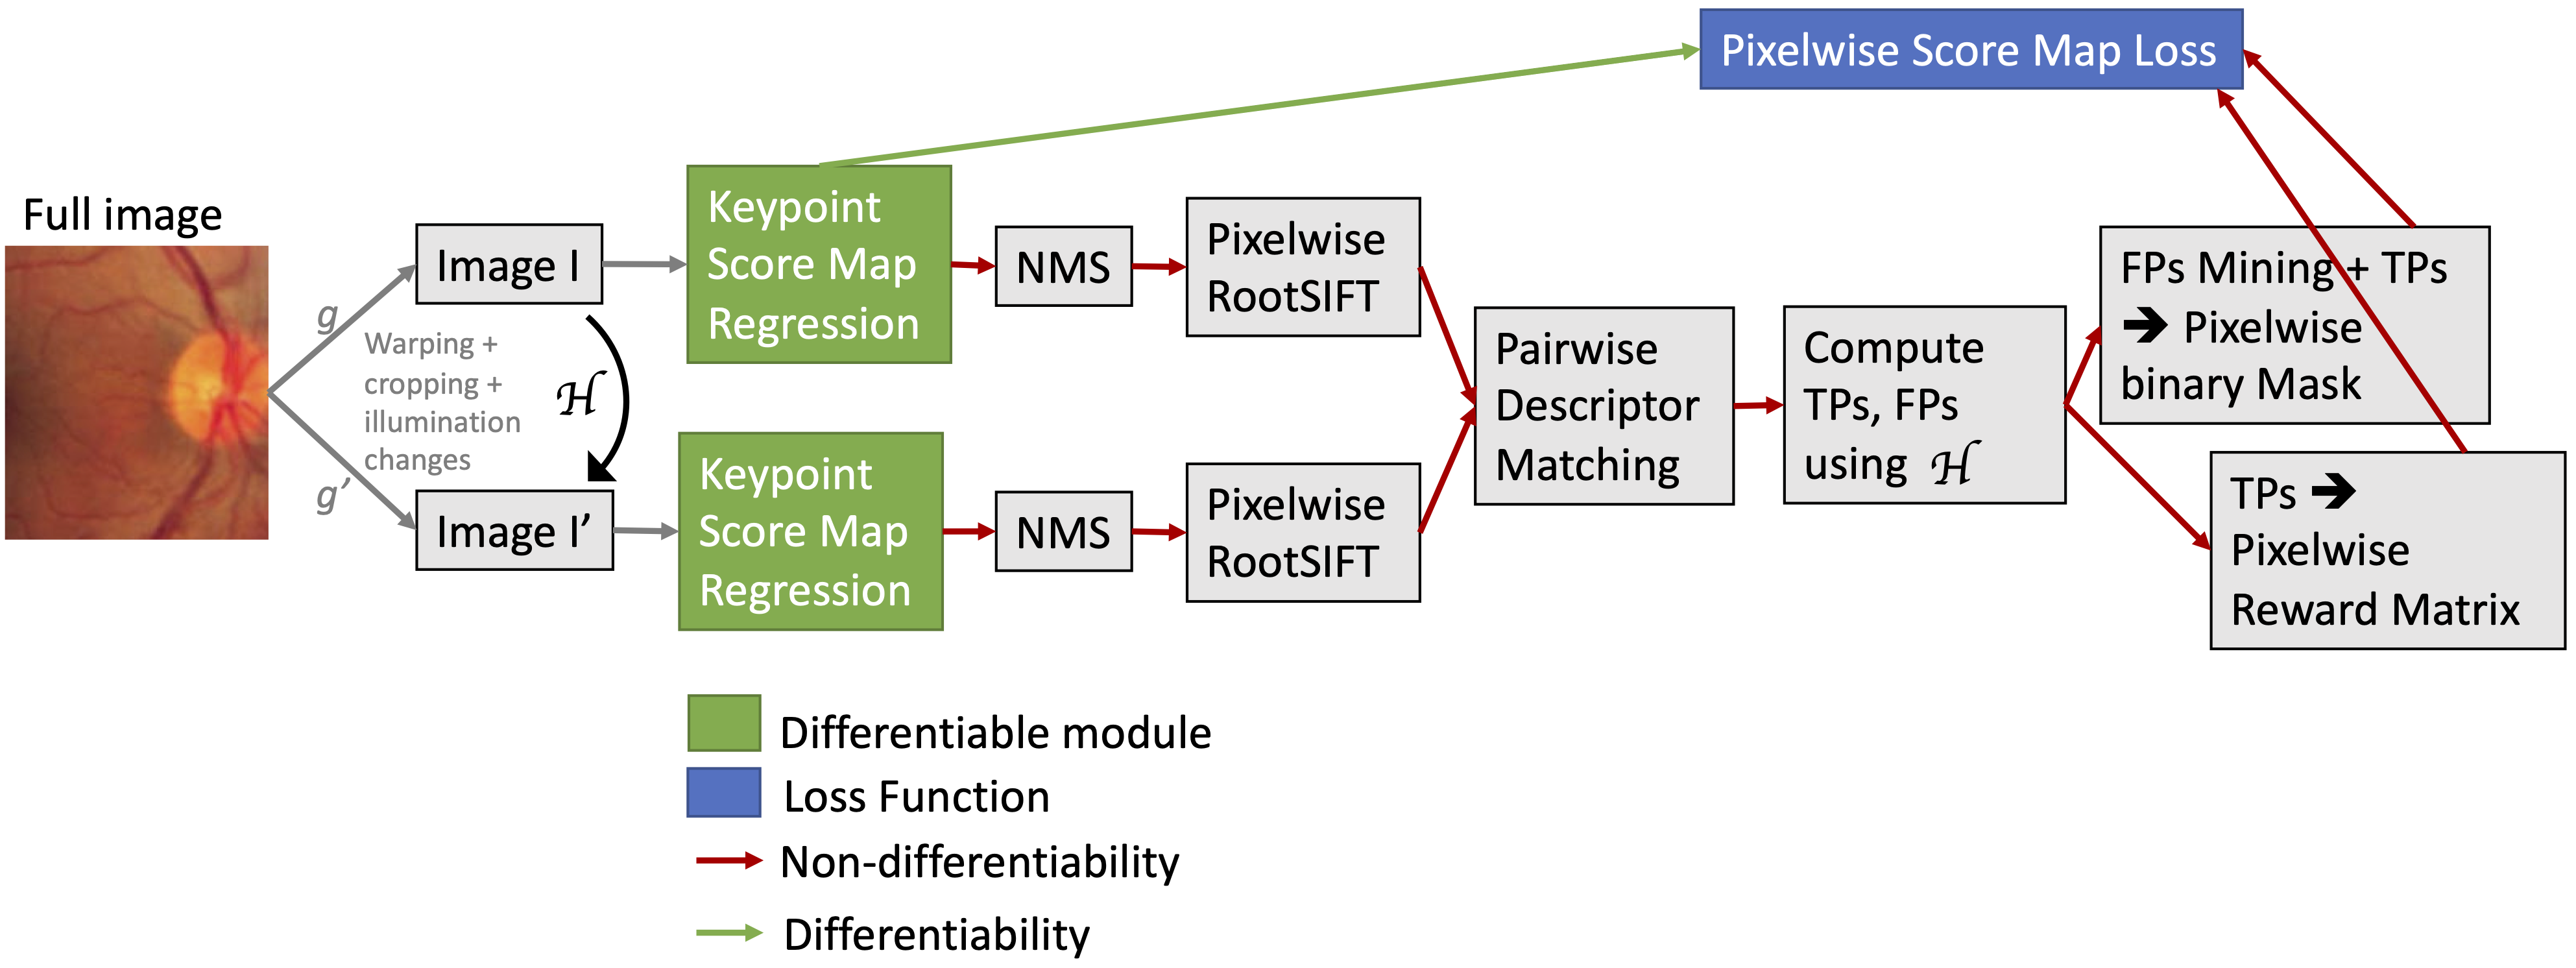 Pixelwise Score Map Loss
Full image
g
Warping +
cropping +
illumination
changes
g’
Image I
ℋ
Image I’
Keypoint
Score Map
Regression
NMS
Pixelwise
RootSIFT
Keypoint
Score Map
Regression
NMS
Pixelwise
RootSIFT
Pairwise
Descriptor
Matching
Compute
TPs, FPs
using ℋ
FPs Mining + TPs
➔ Pixelwise
binary Mask
TPs ➔
Pixelwise
Reward Matrix
Differentiable module
Loss Function
Non-differentiability
Differentiability